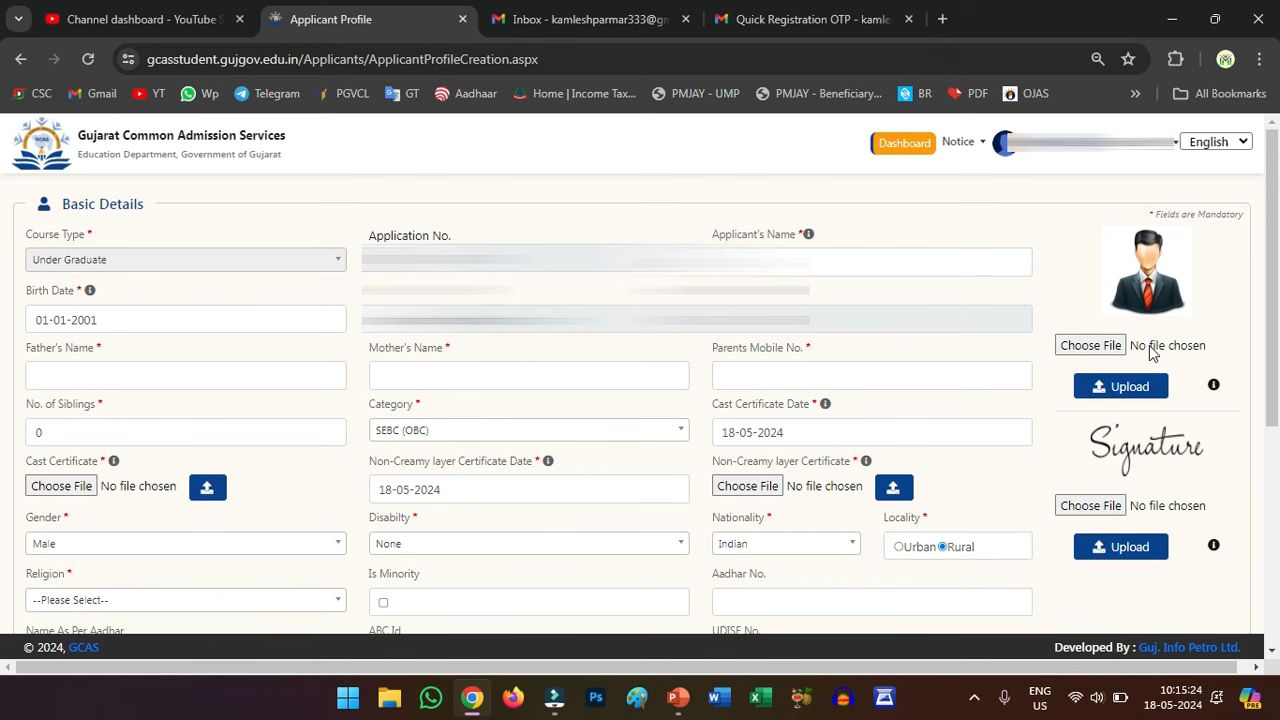 Channel dashboard - YouTube S
Applicant Profile
Inbox - kamleshparmar333@gm
Quick Registration OTP - kamle
gcasstudent.gujgov.edu.in/Applicants/ApplicantProfileCreation.aspx
CSC
Gmail
YT
Wp
Telegram
PGVCL
GT
Aadhaar
Home | Income Tax...
PMJAY - UMP
PMJAY - Beneficiary...
BR
PDF
OJAS
All Bookmarks
GCAS
Gujarat Common Admission Services
Education Department, Government of Gujarat
Dashboard
Notice
English
Basic Details
* Fields are Mandatory
Course Type *
Application No.
Applicant's Name *
Under Graduate
Birth Date *
01-01-2001
Father's Name *
Mother's Name *
Parents Mobile No. *
Choose File No file chosen
Upload
No. of Siblings *
Category *
Cast Certificate Date *
0
SEBC (OBC)
18-05-2024
Signature
Cast Certificate *
Non-Creamy layer Certificate Date *
Non-Creamy layer Certificate *
Choose File No file chosen
18-05-2024
Choose File No file chosen
Choose File No file chosen
Gender *
Disabilty *
Nationality *
Locality *
Male
None
Indian
Urban Rural
Upload
Religion *
Is Minority
Aadhar No.
--Please Select--
Name As Per Aadhar
ABC Id
UDISE No.
© 2024, GCAS
Developed By : Guj. Info Petro Ltd.
ENG
US
10:15:24
18-05-2024